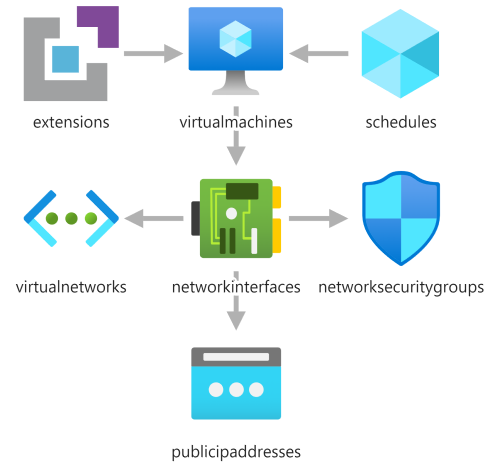 extensions
virtualmachines
schedules
virtualnetworks
networkinterfaces
networksecuritygroups
publicipaddresses